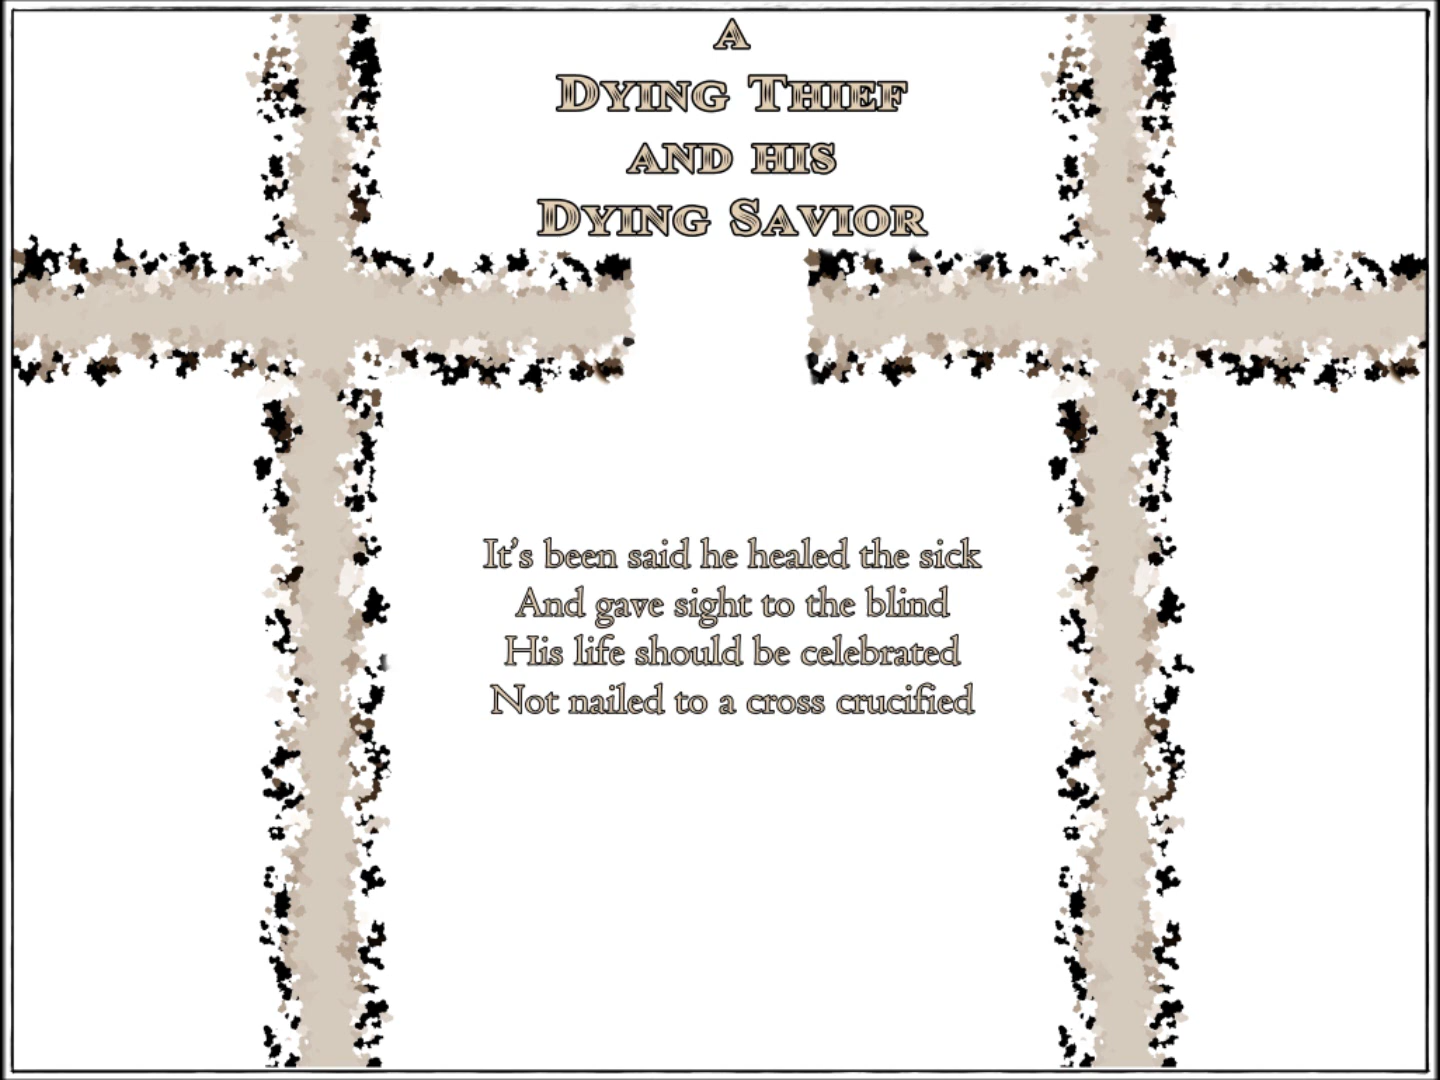 A
Dying Thief
and his
Dying Savior
It’s been said he healed the sick
And gave sight to the blind
His life should be celebrated
Not nailed to a cross crucified